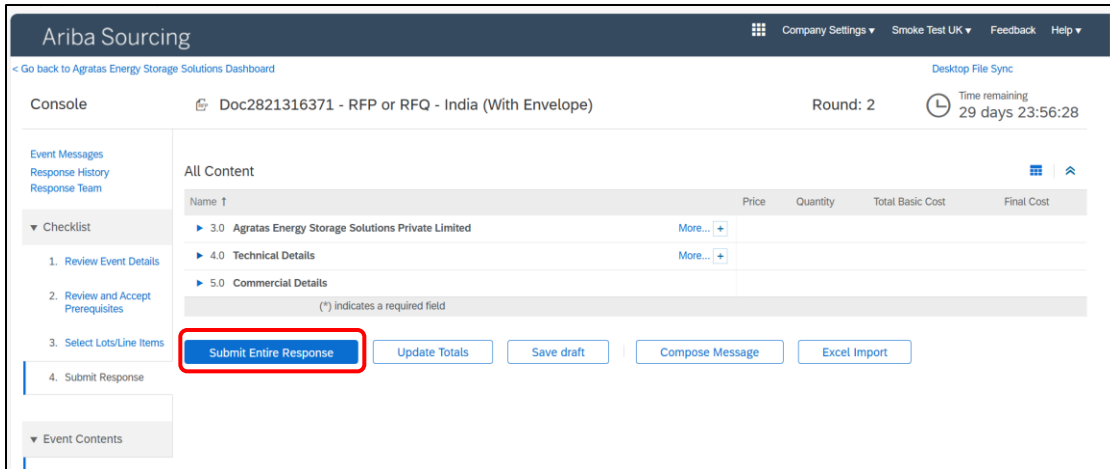 Ariba Sourcing
Company Settings ▾ Smoke Test UK ▾ Feedback Help ▾
< Go back to Agratas Energy Storage Solutions Dashboard
Desktop File Sync
Console
Doc2821316371 - RFP or RFQ - India (With Envelope)
Round: 2
Time remaining
29 days 23:56:28
Event Messages
Response History
Response Team
▼ Checklist
1. Review Event Details
2. Review and Accept
Prerequisites
3. Select Lots/Line Items
4. Submit Response
▼ Event Contents
All Content
Name ↑ Price Quantity Total Basic Cost Final Cost
► 3.0 Agratas Energy Storage Solutions Private Limited More... +
► 4.0 Technical Details More... +
► 5.0 Commercial Details
(*) indicates a required field
Submit Entire Response Update Totals Save draft Compose Message Excel Import